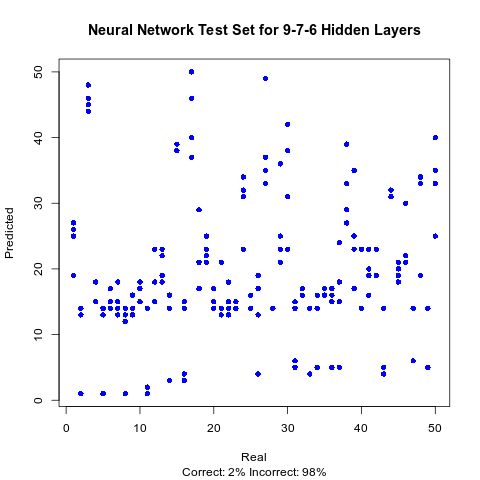 Neural Network Test Set for 9-7-6 Hidden Layers
Predicted
50
40
30
20
10
0
0 10 20 30 40 50
Real
Correct: 2% Incorrect: 98%